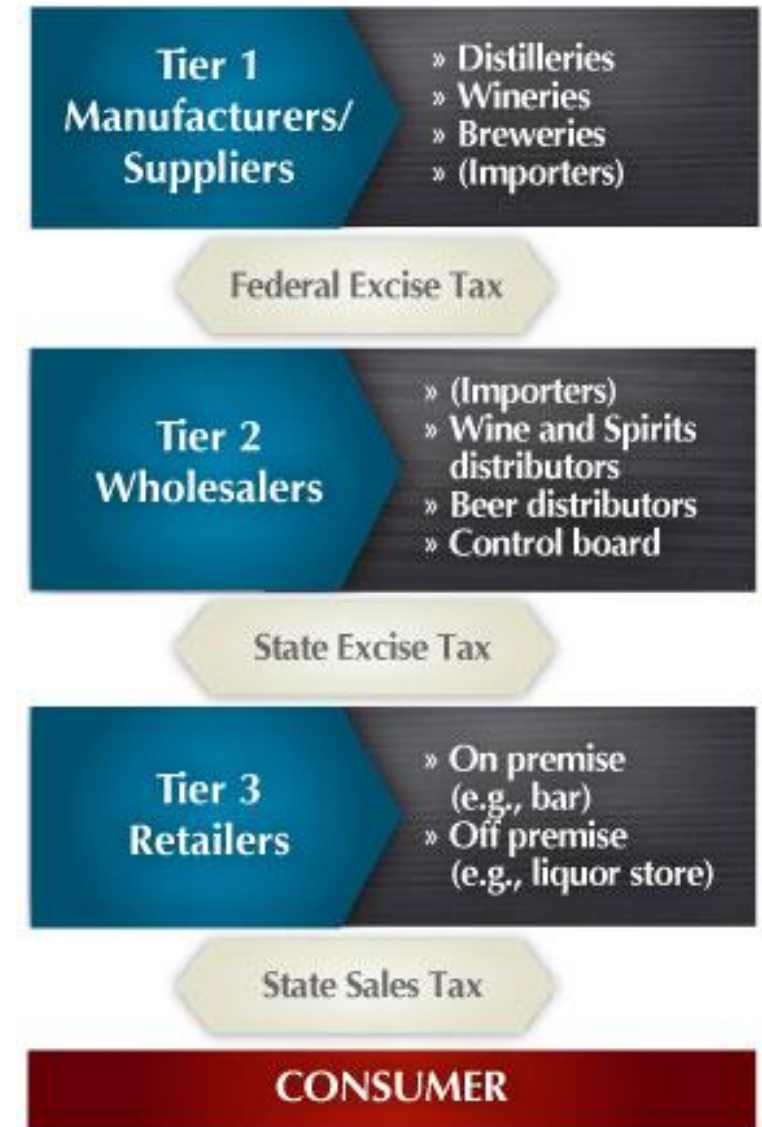 Tier 1
Manufacturers/
Suppliers
» Distilleries
» Wineries
» Breweries
» (Importers)
Federal Excise Tax
Tier 2
Wholesalers
» (Importers)
» Wine and Spirits
distributors
» Beer distributors
» Control board
State Excise Tax
Tier 3
Retailers
» On premise
(e.g., bar)
» Off premise
(e.g., liquor store)
State Sales Tax
CONSUMER